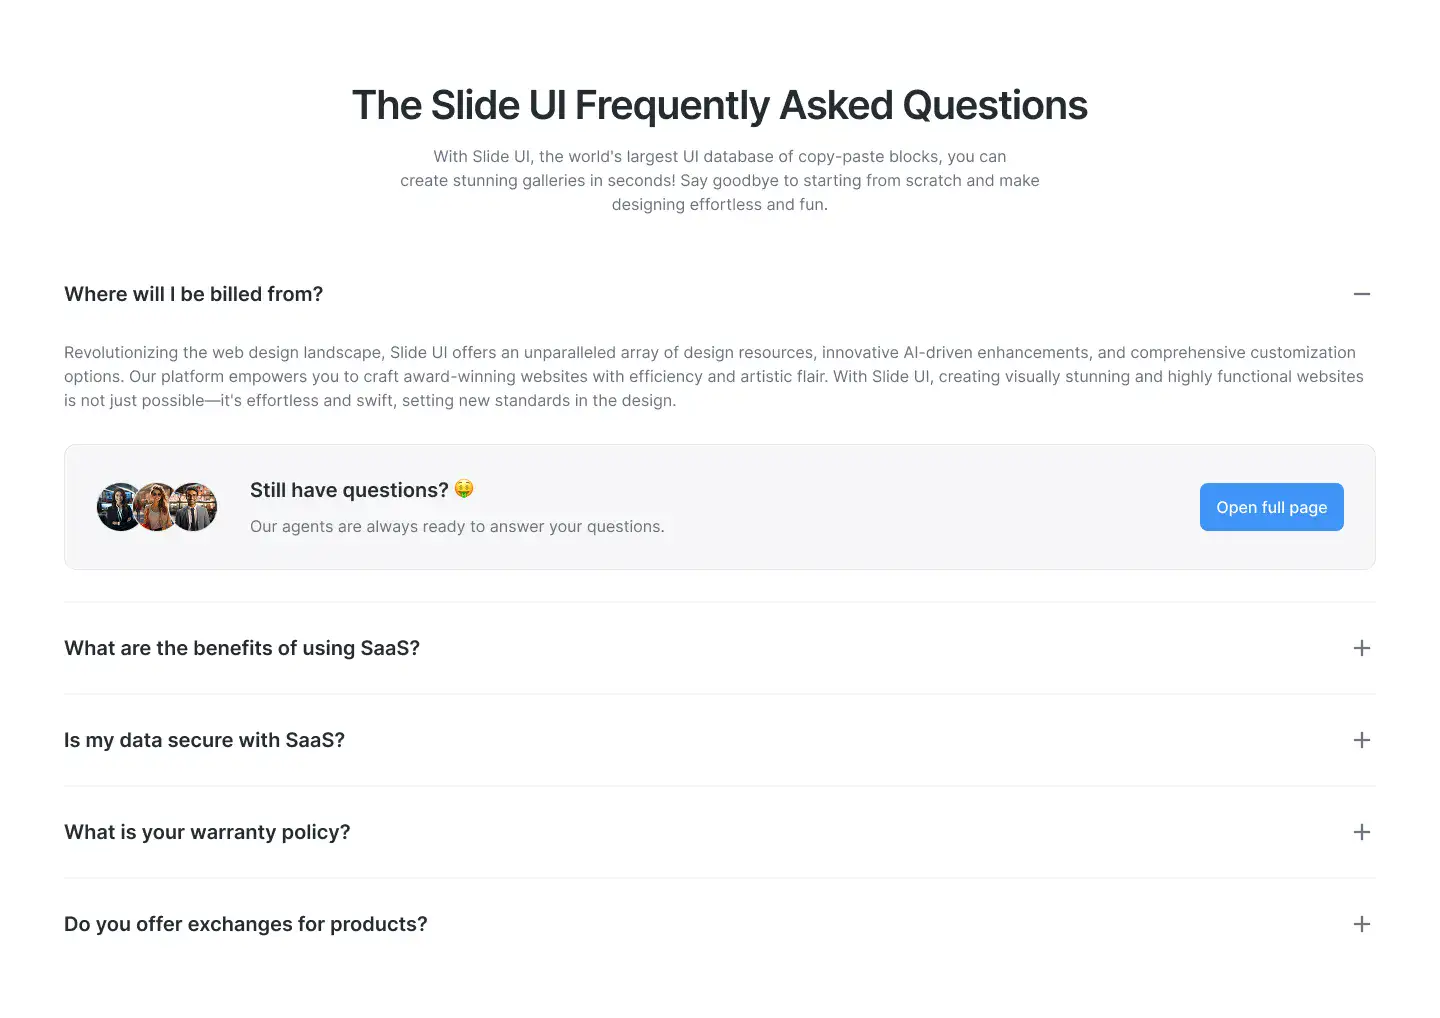 The Slide UI Frequently Asked Questions
With Slide UI, the world's largest UI database of copy-paste blocks, you can
create stunning galleries in seconds! Say goodbye to starting from scratch and make
designing effortless and fun.
Where will I be billed from?
Revolutionizing the web design landscape, Slide UI offers an unparalleled array of design resources, innovative AI-driven enhancements, and comprehensive customization
options. Our platform empowers you to craft award-winning websites with efficiency and artistic flair. With Slide UI, creating visually stunning and highly functional websites
is not just possible—it's effortless and swift, setting new standards in the design.
Still have questions? 🤑
Our agents are always ready to answer your questions.
Open full page
What are the benefits of using SaaS?
Is my data secure with SaaS?
What is your warranty policy?
Do you offer exchanges for products?